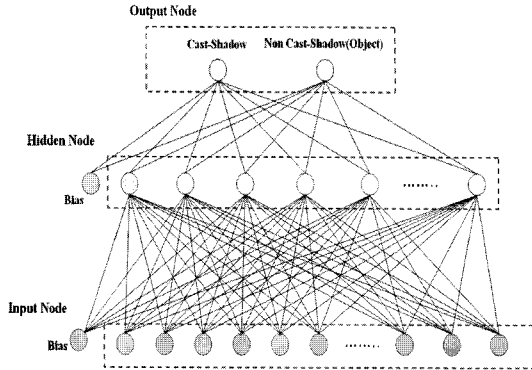 Output Node
Cast-Shadow Non Cast-Shadow(Object)
Hidden Node
Bias
........
Input Node
Bias
........